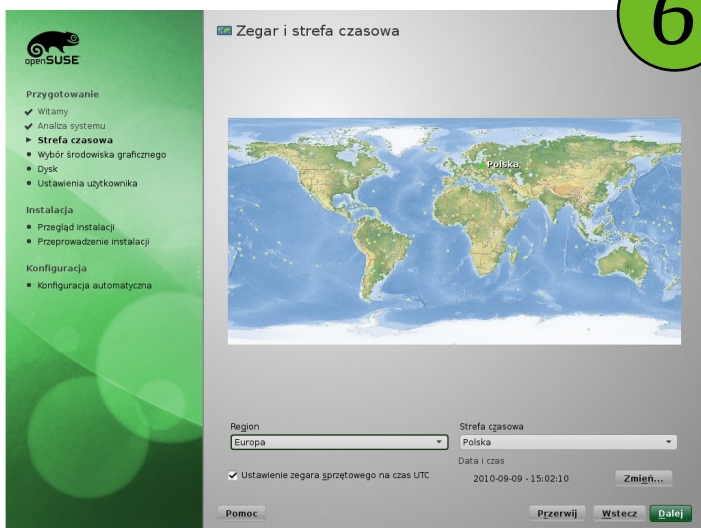 6
Zegar i strefa czasowa
openSUSE
Przygotowanie
Witamy
Analiza systemu
Strefa czasowa
Wybór środowiska graficznego
Dysk
Ustawienia użytkownika
Instalacja
Przegląd instalacji
Przeprowadzenie instalacji
Konfiguracja
Konfiguracja automatyczna
Polska
Region
Europa
Strefa czasowa
Polska
Ustawienie zegara sprzętowego na czas UTC
Data i czas
2010-09-09 - 15:02:10
Zmień...
Pomoc
Przerwij
Wstecz
Dalej